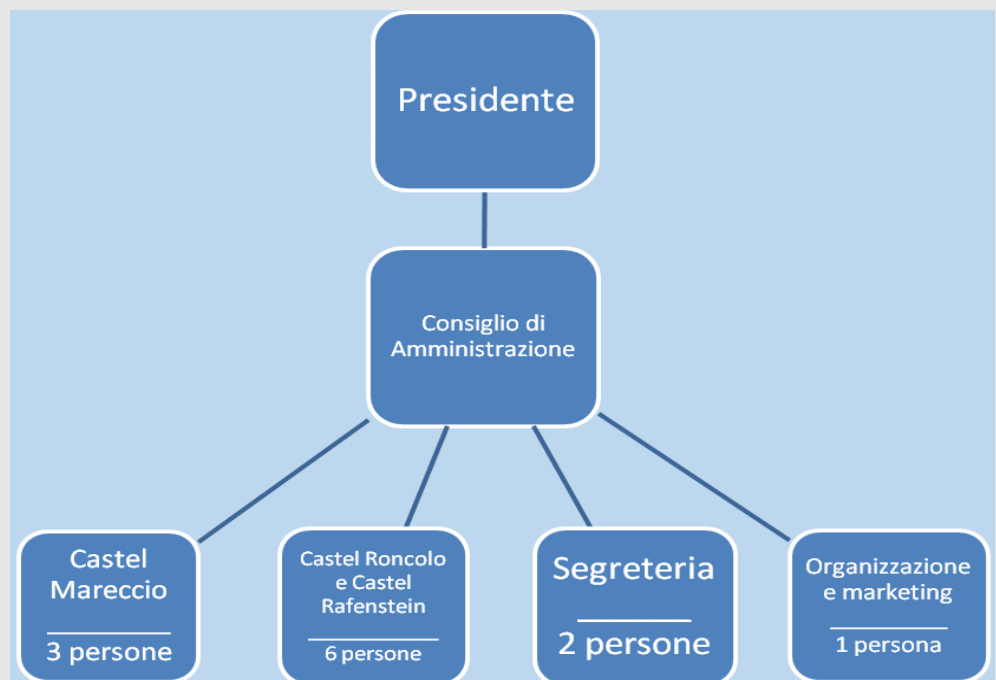 Presidente
Consiglio di
Amministrazione
Castel
Mareccio
3 persone
Castel Roncolo
e Castel
Rafenstein
6 persone
Segreteria
2 persone
Organizzazione
e marketing
1 persona